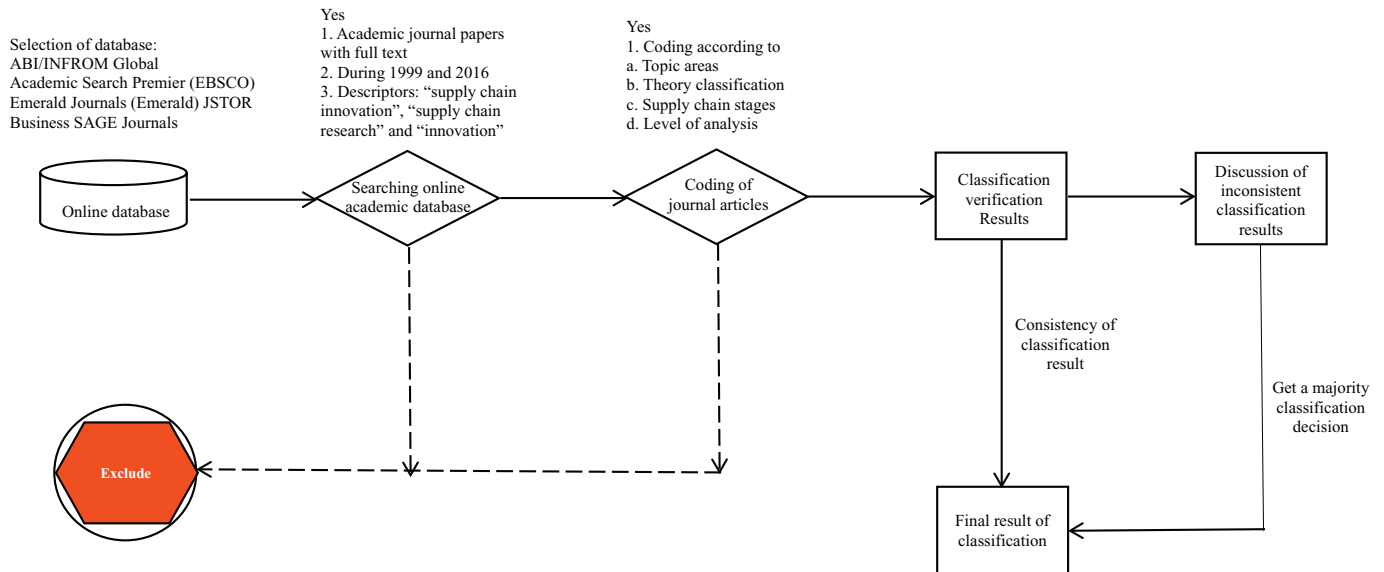 Selection of database:
ABI/INFROM Global
Academic Search Premier (EBSCO)
Emerald Journals (Emerald) JSTOR
Business SAGE Journals
Yes
1. Academic journal papers
with full text
2. During 1999 and 2016
3. Descriptors: “supply chain
innovation”, “supply chain
research” and “innovation”
Yes
1. Coding according to
a. Topic areas
b. Theory classification
c. Supply chain stages
d. Level of analysis
Online database
Searching online
academic database
Coding of
journal articles
Classification
verification
Results
Discussion of
inconsistent
classification
results
Consistency of
classification
result
Get a majority
classification
decision
Exclude
Final result of
classification